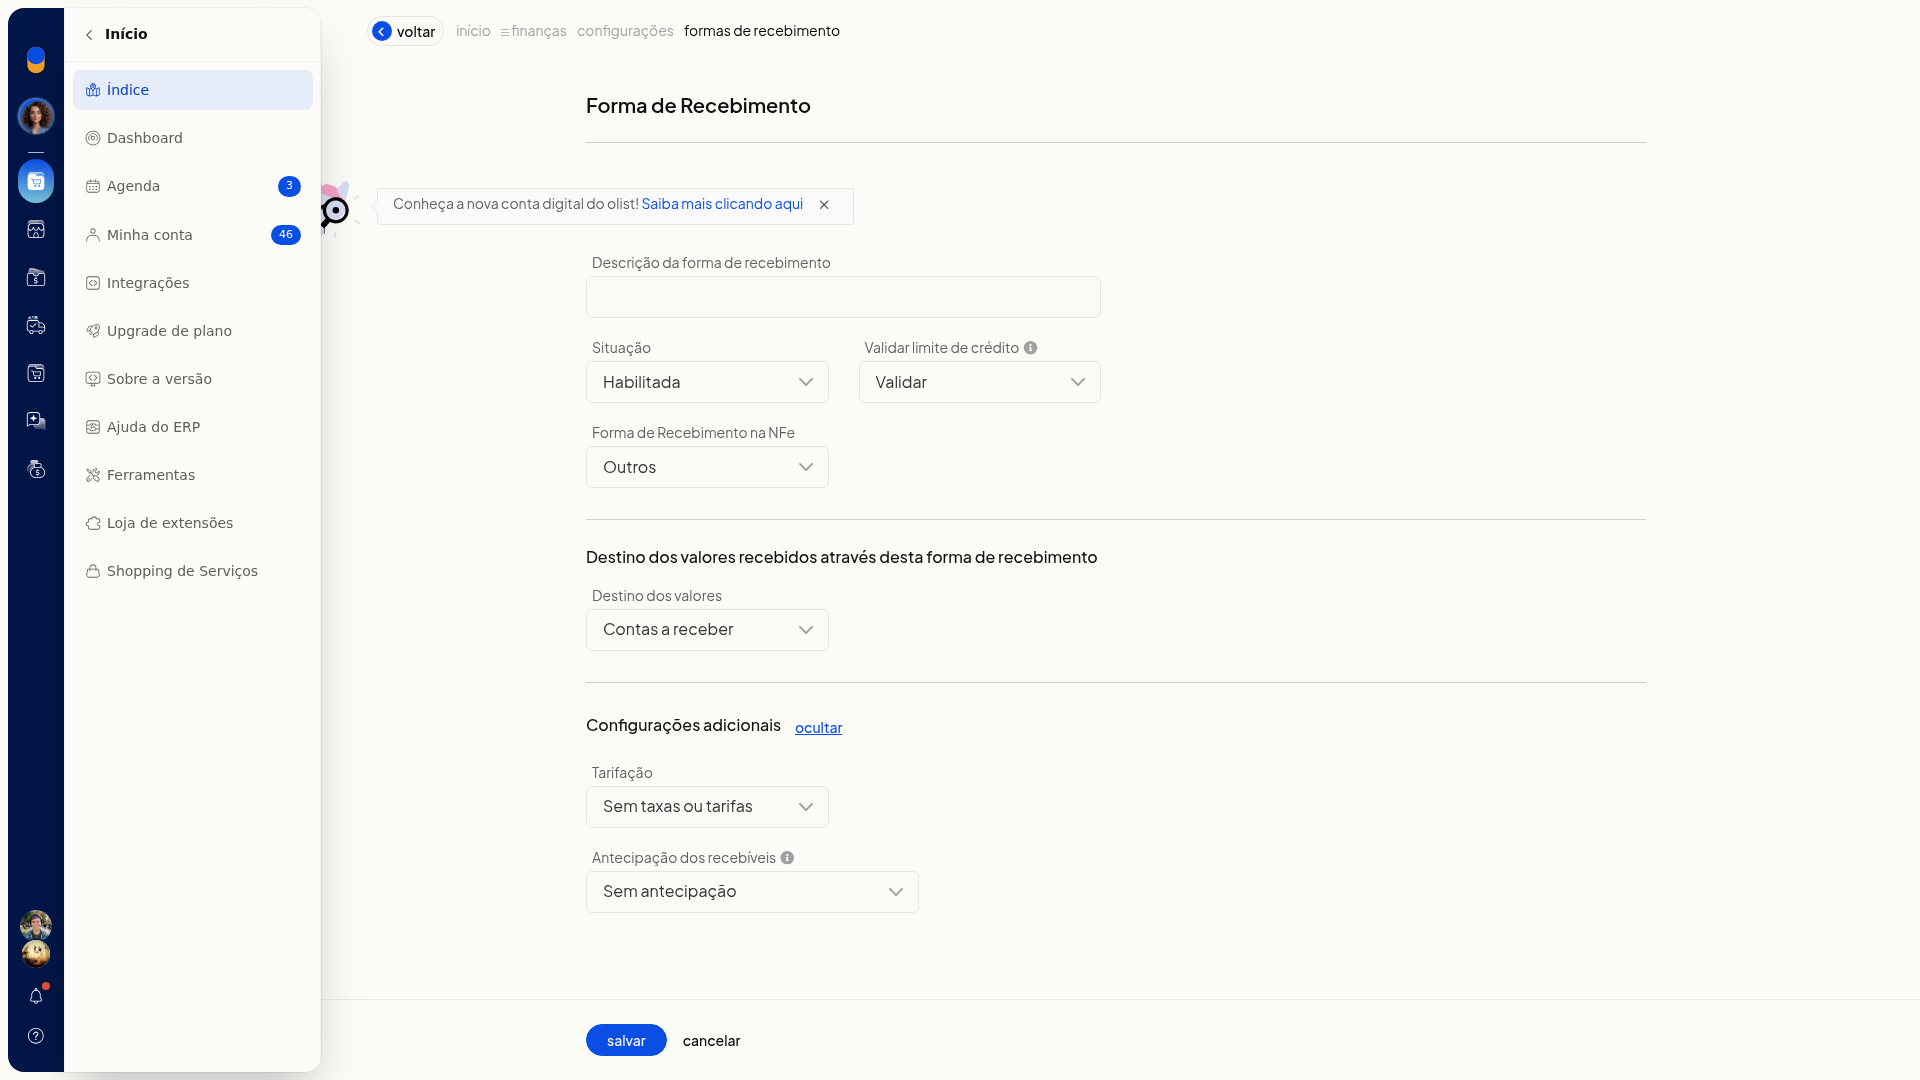 Início
Índice
Dashboard
Agenda
3
Minha conta
46
Integrações
Upgrade de plano
Sobre a versão
Ajuda do ERP
Ferramentas
Loja de extensões
Shopping de Serviços
voltar início finanças configurações formas de recebimento
Forma de Recebimento
Conheça a nova conta digital do olist! Saiba mais clicando aqui
Descrição da forma de recebimento
Situação Validar limite de crédito
Habilitada Validar
Forma de Recebimento na NFe
Outros
Destino dos valores recebidos através desta forma de recebimento
Destino dos valores
Contas a receber
Configurações adicionais ocultar
Tarifação
Sem taxas ou tarifas
Antecipação dos recebíveis
Sem antecipação
salvar cancelar